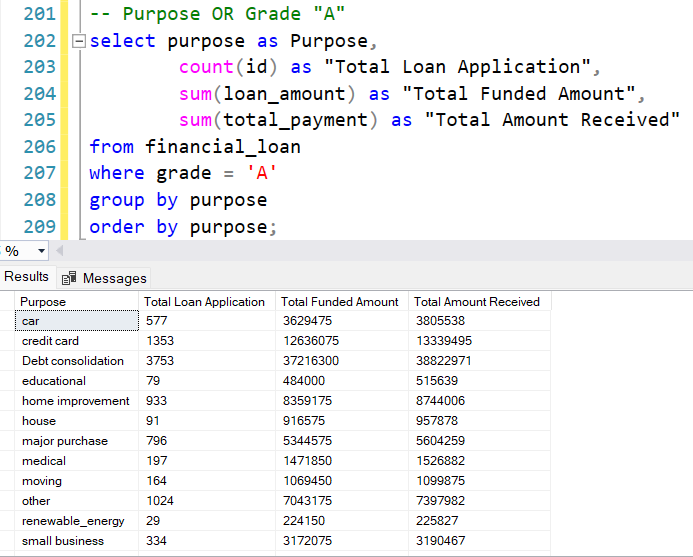 201 -- Purpose OR Grade "A"
202 select purpose as Purpose,
203 count(id) as "Total Loan Application",
204 sum(loan_amount) as "Total Funded Amount",
205 sum(total_payment) as "Total Amount Received"
206 from financial_loan
207 where grade = 'A'
208 group by purpose
209 order by purpose;
%
Results Messages
Purpose Total Loan Application Total Funded Amount Total Amount Received
car 577 3629475 3805538
credit card 1353 12636075 13339495
Debt consolidation 3753 37216300 38822971
educational 79 484000 515639
home improvement 933 8359175 8744006
house 91 916575 957878
major purchase 796 5344575 5604259
medical 197 1471850 1526882
moving 164 1069450 1099875
other 1024 7043175 7397982
renewable_energy 29 224150 225827
small business 334 3172075 3190467